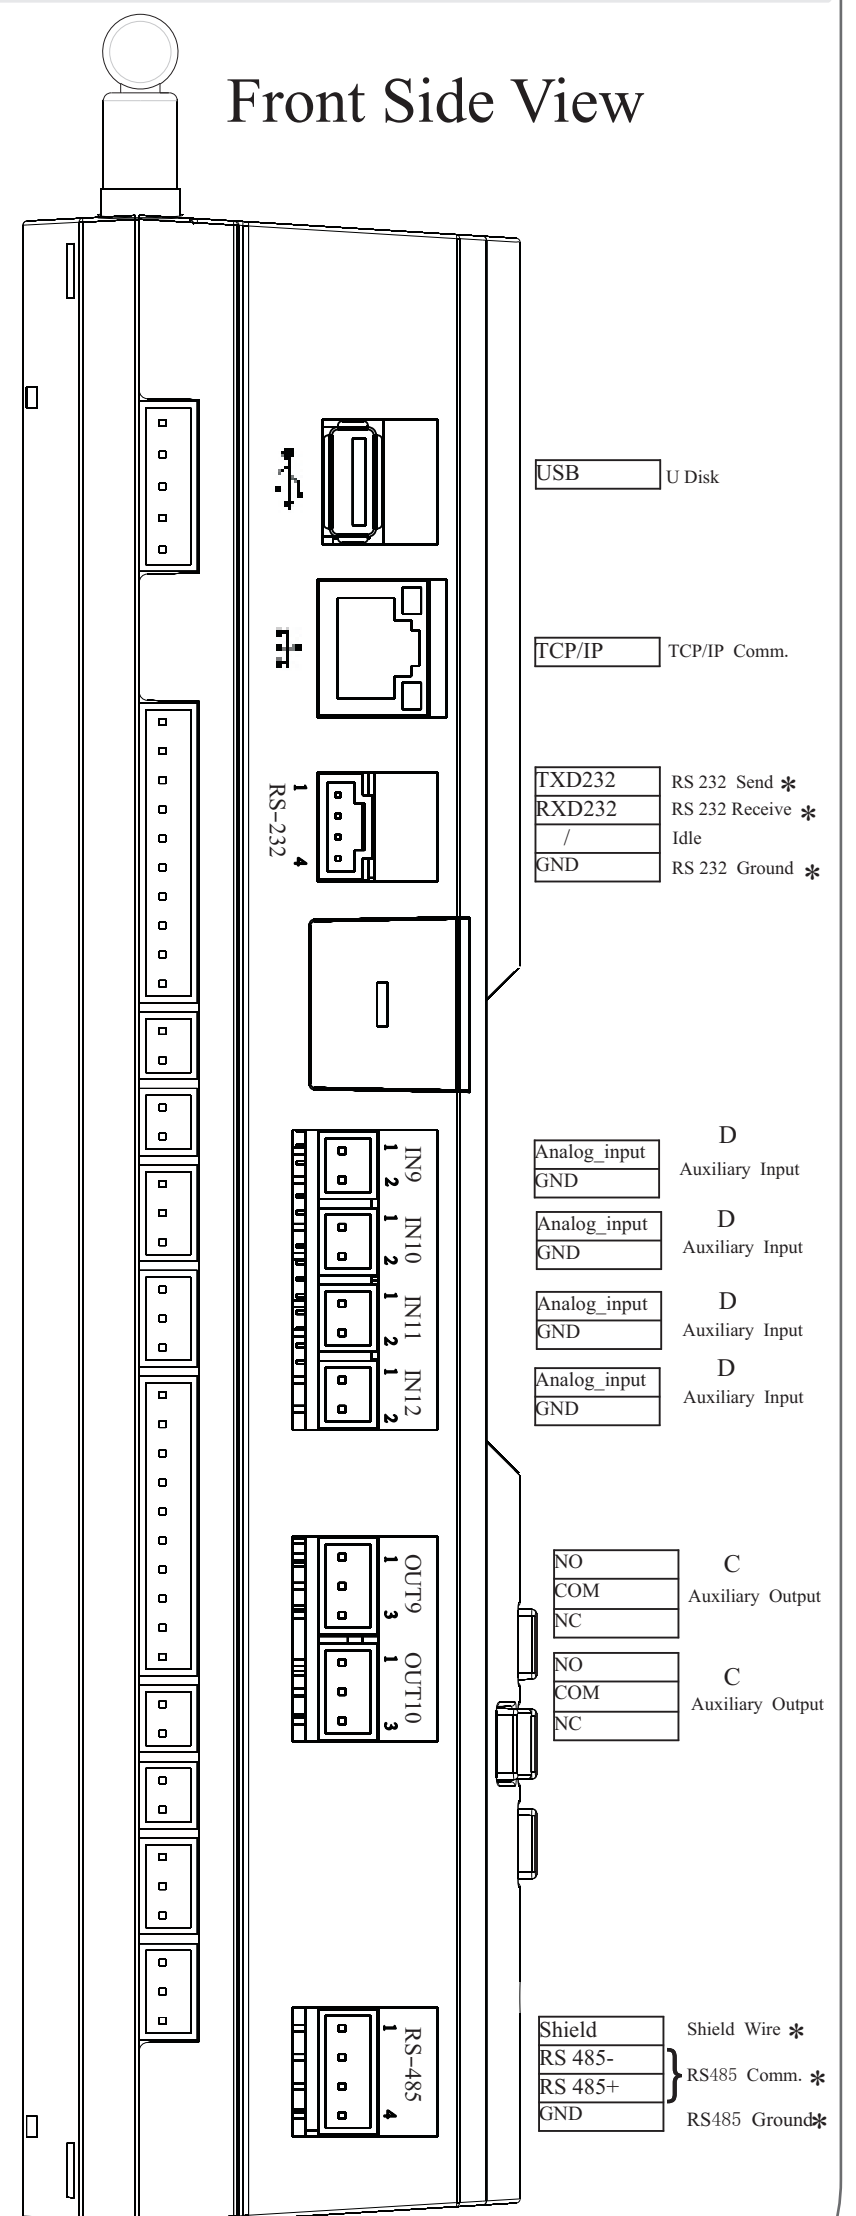 Front Side View
USB U Disk
TCP/IP TCP/IP Comm.
1
RS-232
4
TXD232 RS 232 Send *
RXD232 RS 232 Receive *
/ Idle
GND RS 232 Ground *
IN9
1 2
Analog_input
GND
D
Auxiliary Input
IN10
1 2
Analog_input
GND
D
Auxiliary Input
IN11
1 2
Analog_input
GND
D
Auxiliary Input
IN12
1 2
Analog_input
GND
D
Auxiliary Input
OUT9
1 3
NO
COM
NC
C
Auxiliary Output
OUT10
1 3
NO
COM
NC
C
Auxiliary Output
RS-485
1 4
Shield Shield Wire *
RS 485-
RS 485+
} RS485 Comm. *
GND RS485 Ground*